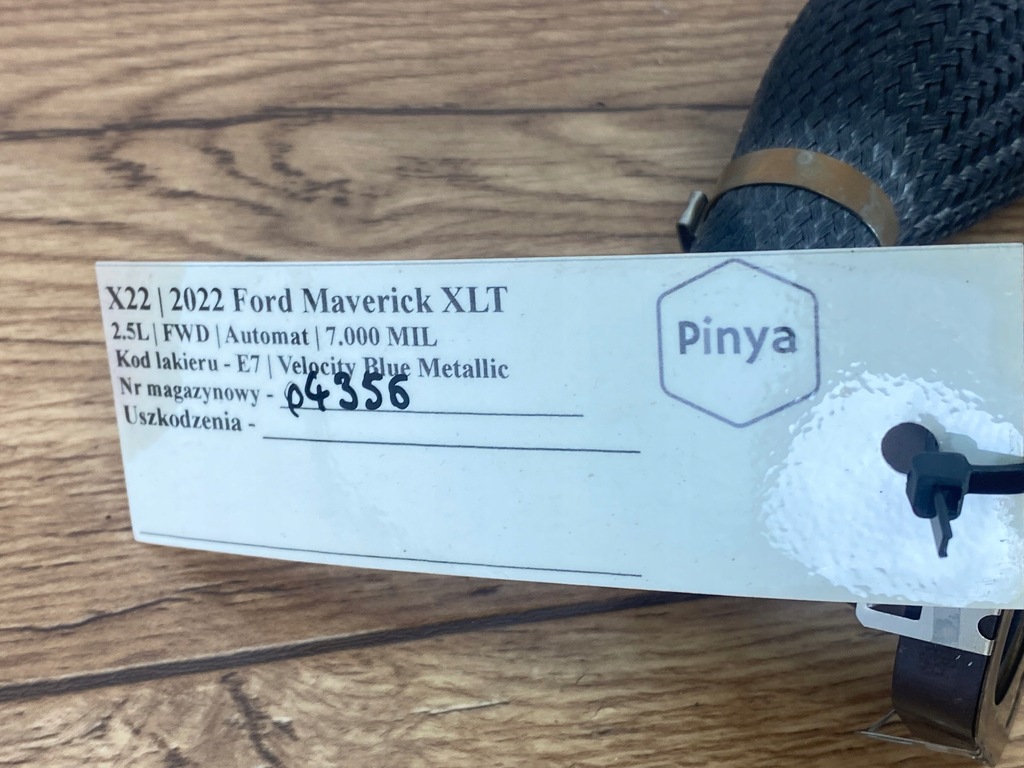 X22 | 2022 Ford Maverick XLT
2.5L | FWD | Automat | 7.000 MIL
Kod lakieru - E7 | Velocity Blue Metallic
Nr magazynowy - p4356
Uszkodzenia -
Pinya